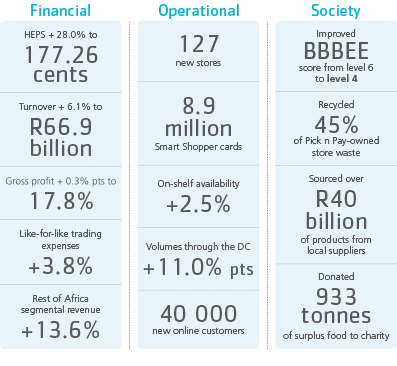 Financial
HEPS + 28.0% to
177.26
cents
Turnover + 6.1% to
R66.9
billion
Gross profit + 0.3% pts to
17.8%
Like-for-like trading
expenses
+3.8%
Rest of Africa
segmental revenue
+13.6%
Operational
127
new stores
8.9
million
Smart Shopper cards
On-shelf availability
+2.5%
Volumes through the DC
+11.0% pts
40 000
new online customers
Society
Improved
BBBEE
score from level 6
to level 4
Recycled
45%
of Pick n Pay-owned
store waste
Sourced over
R40
billion
of products from
local suppliers
Donated
933
tonnes
of surplus food to charity